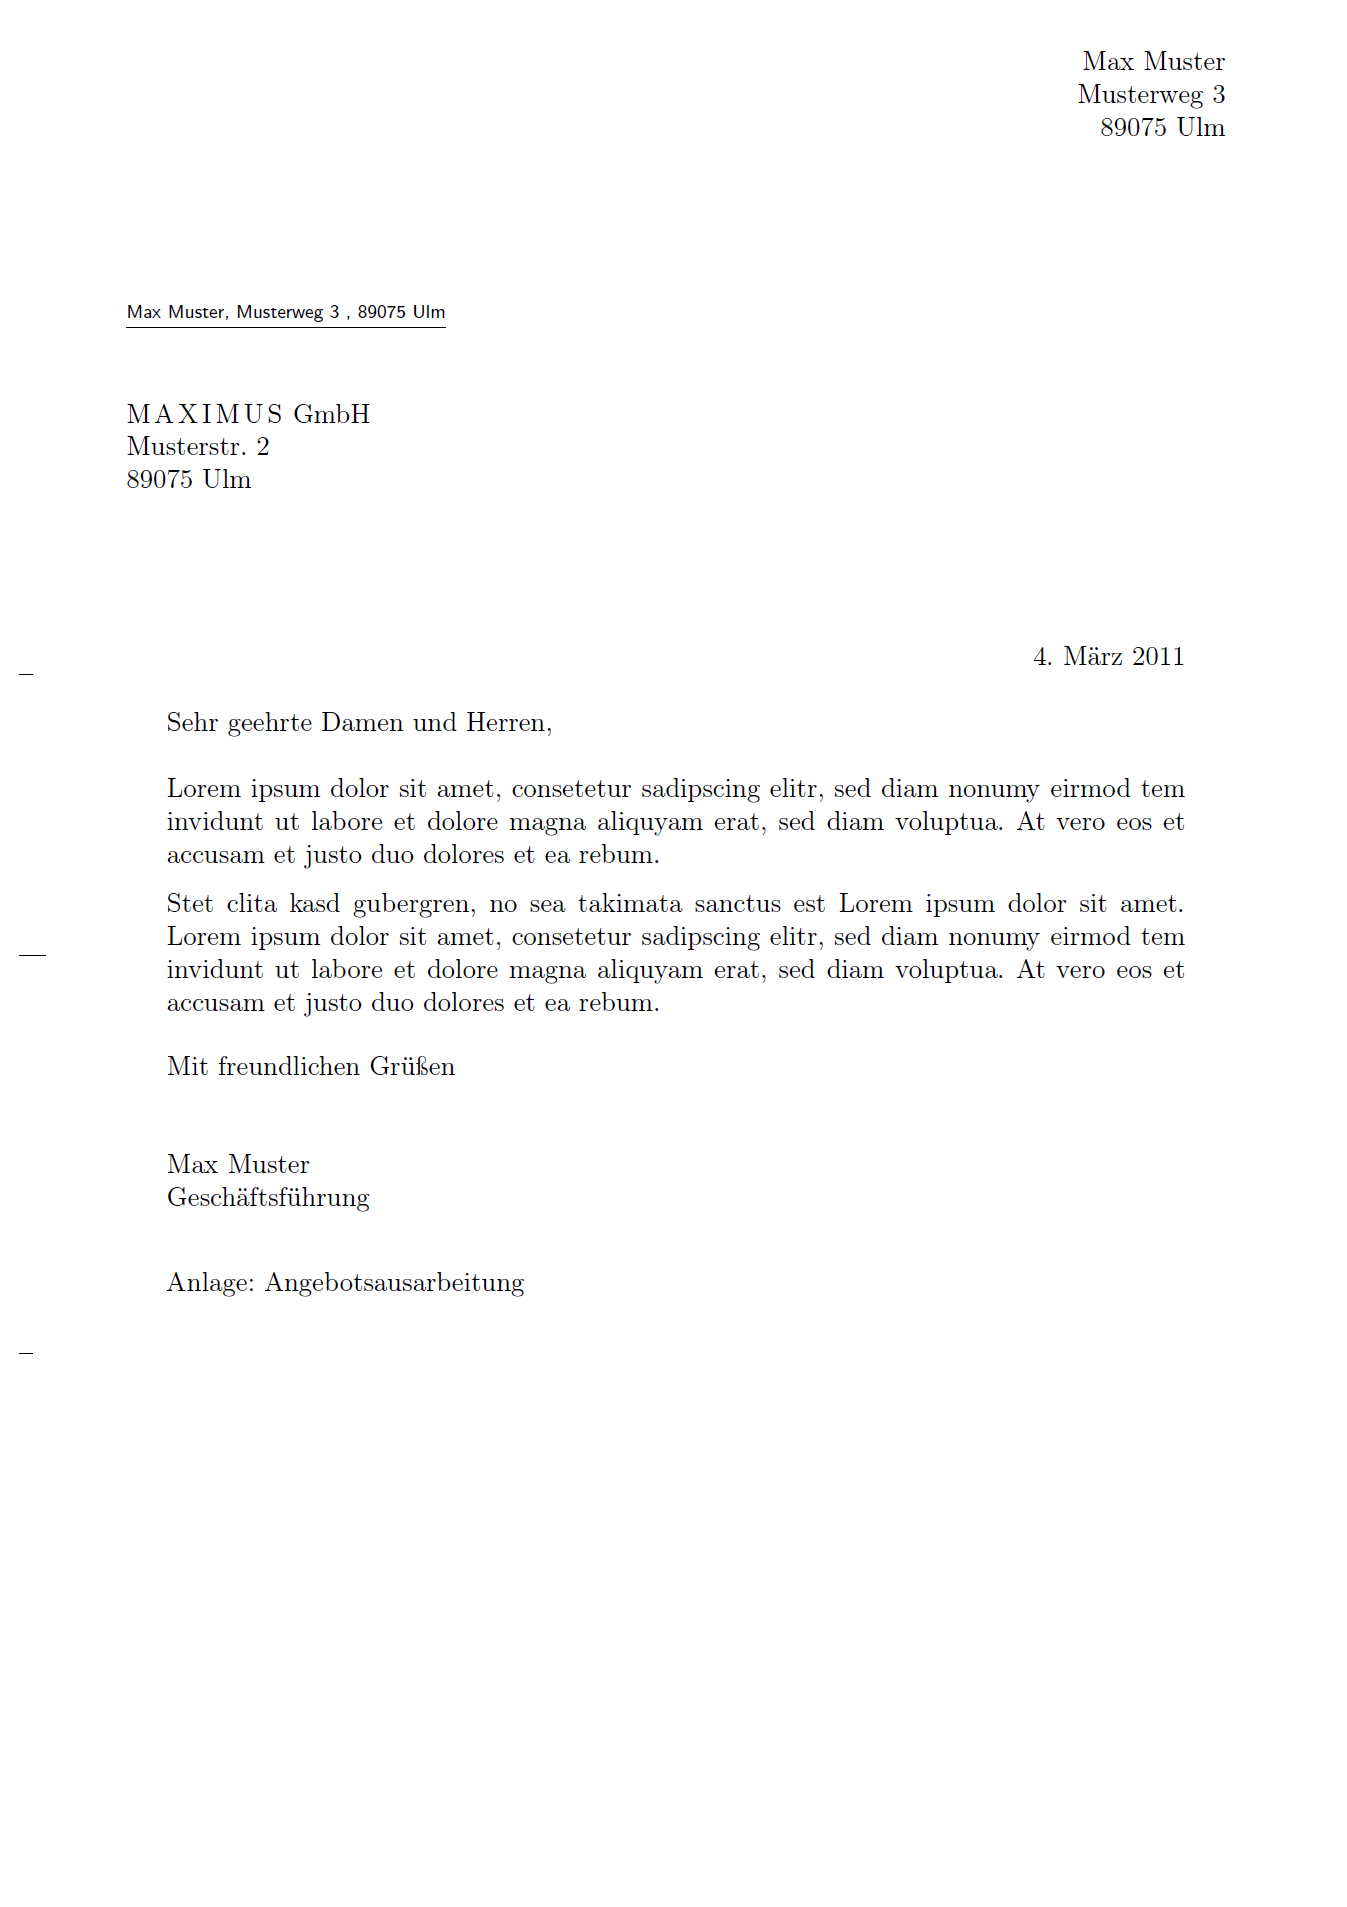 Max Muster
Musterweg 3
89075 Ulm
Max Muster, Musterweg 3 , 89075 Ulm
MAXIMUS GmbH
Musterstr. 2
89075 Ulm
4. März 2011
Sehr geehrte Damen und Herren,
Lorem ipsum dolor sit amet, consetetur sadipscing elitr, sed diam nonumy eirmod tem
invidunt ut labore et dolore magna aliquyam erat, sed diam voluptua. At vero eos et
accusam et justo duo dolores et ea rebum.
Stet clita kasd gubergren, no sea takimata sanctus est Lorem ipsum dolor sit amet.
Lorem ipsum dolor sit amet, consetetur sadipscing elitr, sed diam nonumy eirmod tem
invidunt ut labore et dolore magna aliquyam erat, sed diam voluptua. At vero eos et
accusam et justo duo dolores et ea rebum.
Mit freundlichen Grüßen
Max Muster
Geschäftsführung
Anlage: Angebotsausarbeitung